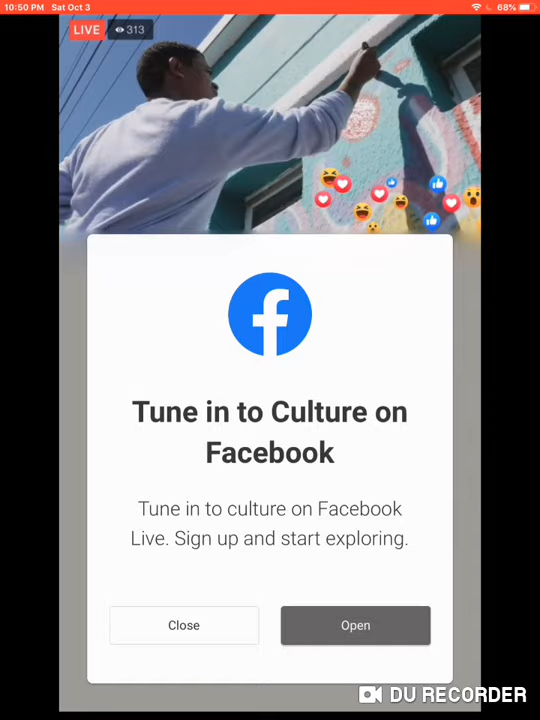 10:50 PM Sat Oct 3 68%
LIVE 313
Tune in to Culture on
Facebook
Tune in to culture on Facebook
Live. Sign up and start exploring.
Close Open
DU RECORDER